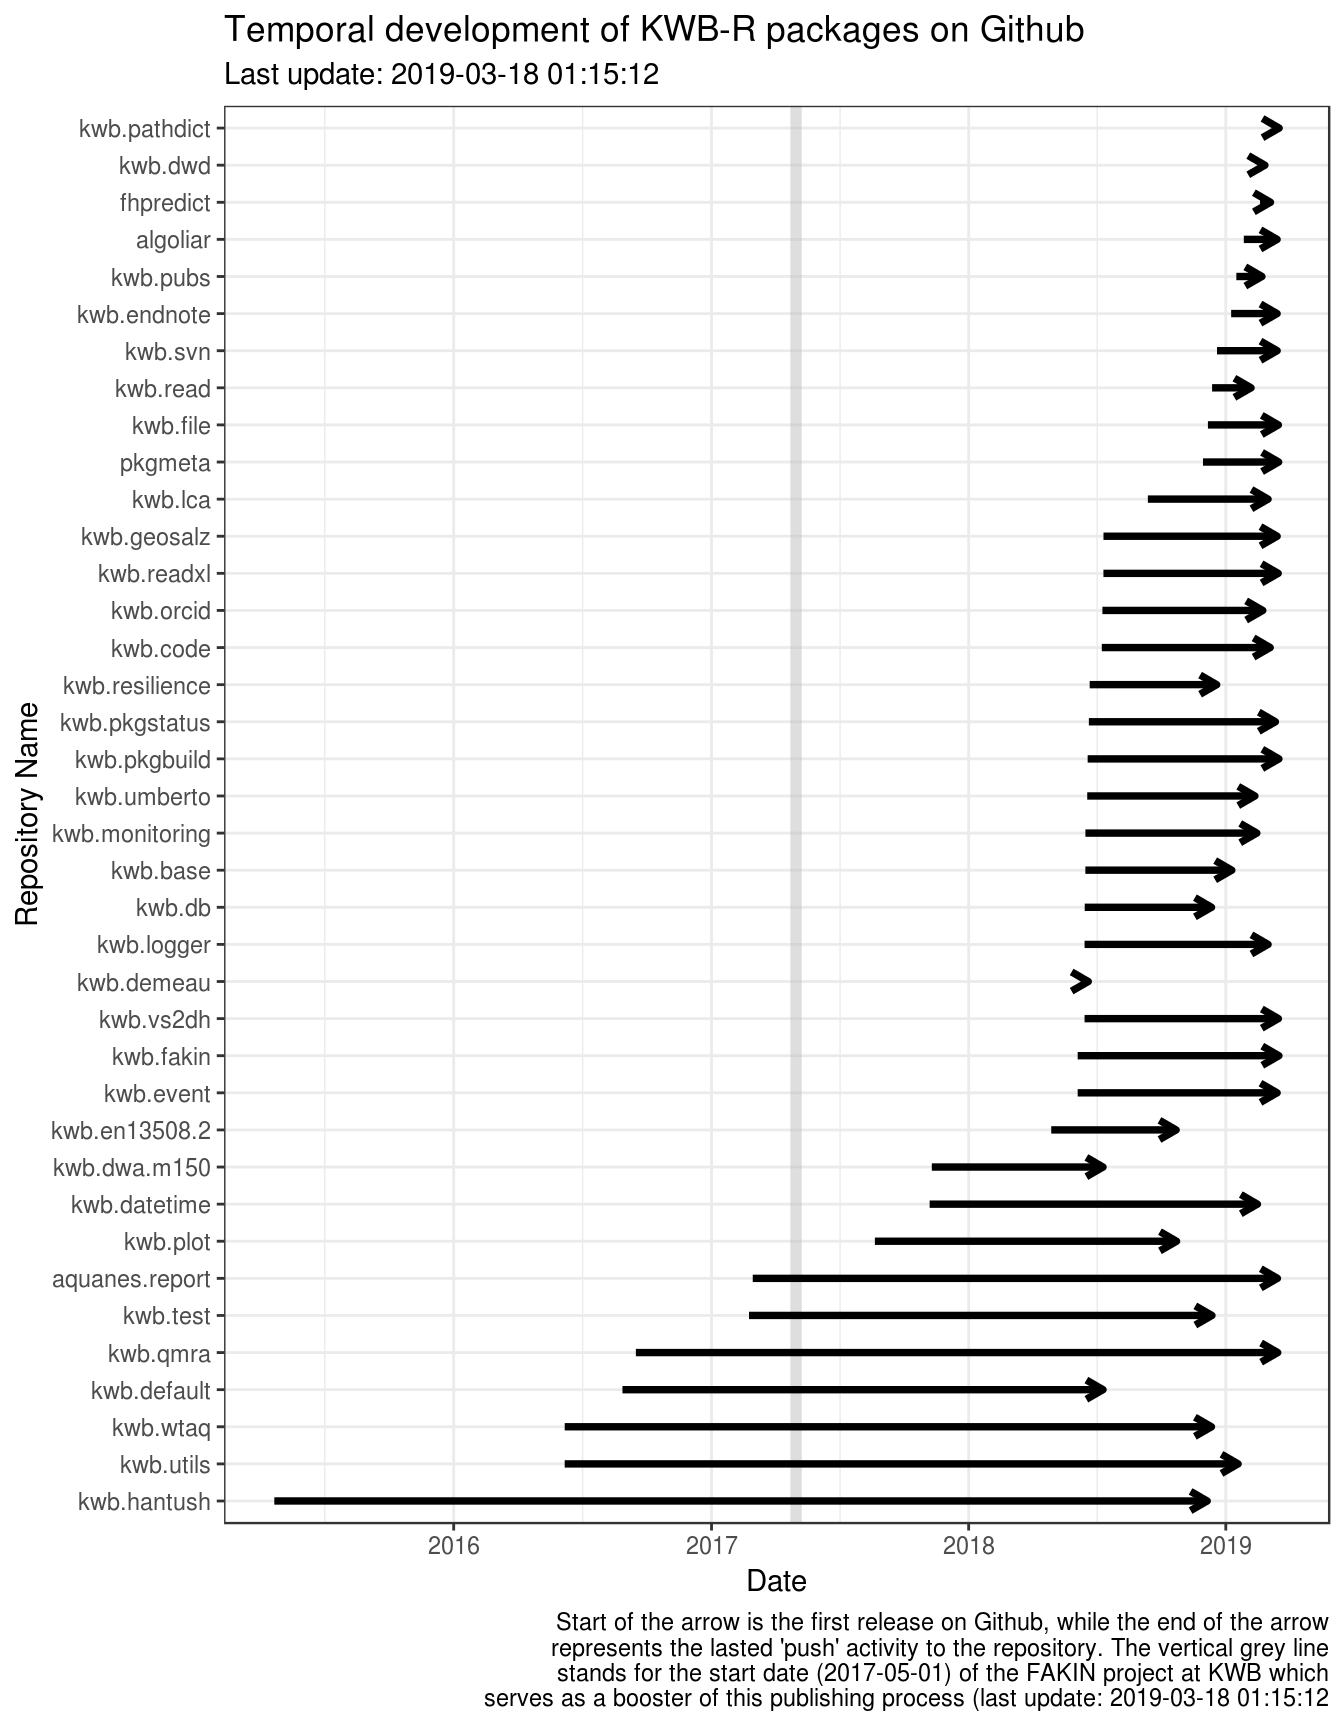 Temporal development of KWB-R packages on Github
Last update: 2019-03-18 01:15:12
Repository Name
kwb.pathdict
kwb.dwd
fhpredict
algoliar
kwb.pubs
kwb.endnote
kwb.svn
kwb.read
kwb.file
pkgmeta
kwb.lca
kwb.geosalz
kwb.readxl
kwb.orcid
kwb.code
kwb.resilience
kwb.pkgstatus
kwb.pkgbuild
kwb.umberto
kwb.monitoring
kwb.base
kwb.db
kwb.logger
kwb.demeau
kwb.vs2dh
kwb.fakin
kwb.event
kwb.en13508.2
kwb.dwa.m150
kwb.datetime
kwb.plot
aquanes.report
kwb.test
kwb.qmra
kwb.default
kwb.wtaq
kwb.utils
kwb.hantush
2016 2017 2018 2019
Date
Start of the arrow is the first release on Github, while the end of the arrow
represents the lasted 'push' activity to the repository. The vertical grey line
stands for the start date (2017-05-01) of the FAKIN project at KWB which
serves as a booster of this publishing process (last update: 2019-03-18 01:15:12